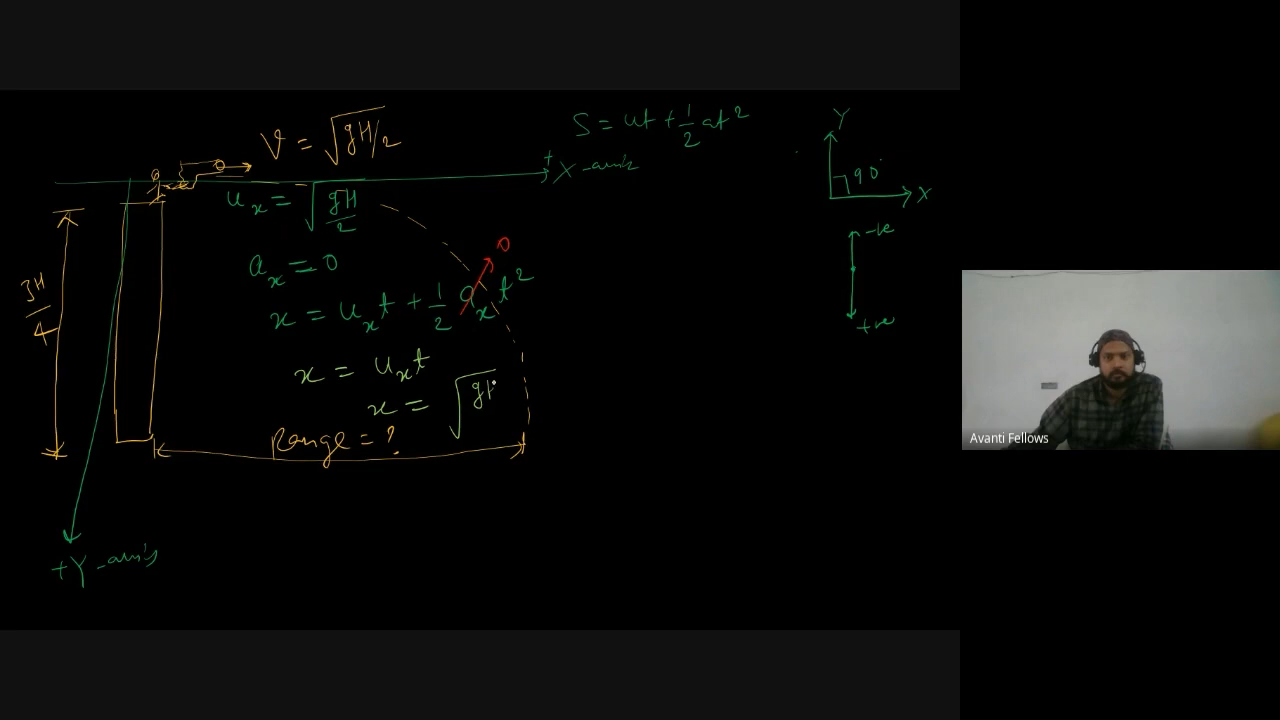 V = √gH/2
S = ut + 1/2 at²
+ X-axis
Y
90°
X
u_x = √gH/2
-ve
a_x = 0
0
3H/4
x = u_x t + 1/2 a_x t²
+ve
x = u_x t
x = √gH
Range = ?
+Y-axis
Avanti Fellows